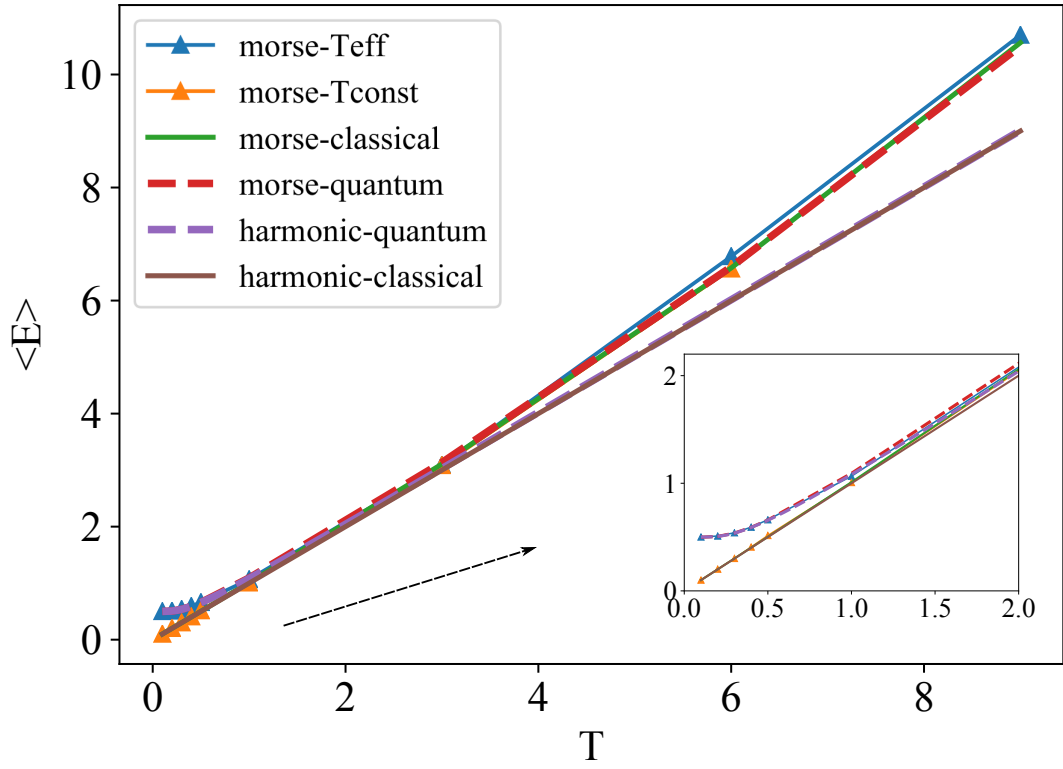 morse-Teff
morse-Tconst
morse-classical
morse-quantum
harmonic-quantum
harmonic-classical
10
8
6
4
2
0
<E>
0 2 4 6 8
T
2
1
0
0.0 0.5 1.0 1.5 2.0